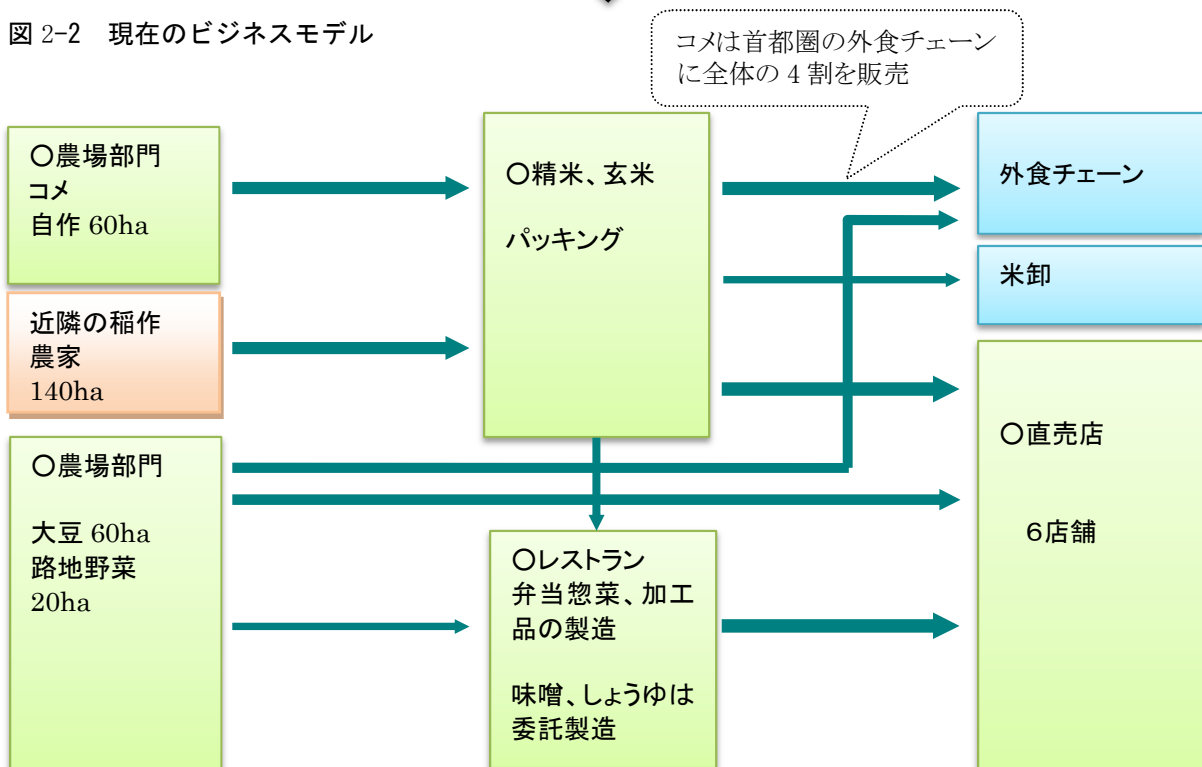 図 2-2　現在のビジネスモデル
コメは首都圏の外食チェーン
に全体の 4 割を販売
〇農場部門
コメ
自作 60ha
近隣の稲作
農家
140ha
〇農場部門
大豆 60ha
路地野菜
20ha
〇精米、玄米
パッキング
〇レストラン
弁当惣菜、加工
品の製造
味噌、しょうゆは
委託製造
外食チェーン
米卸
〇直売店
６店舗